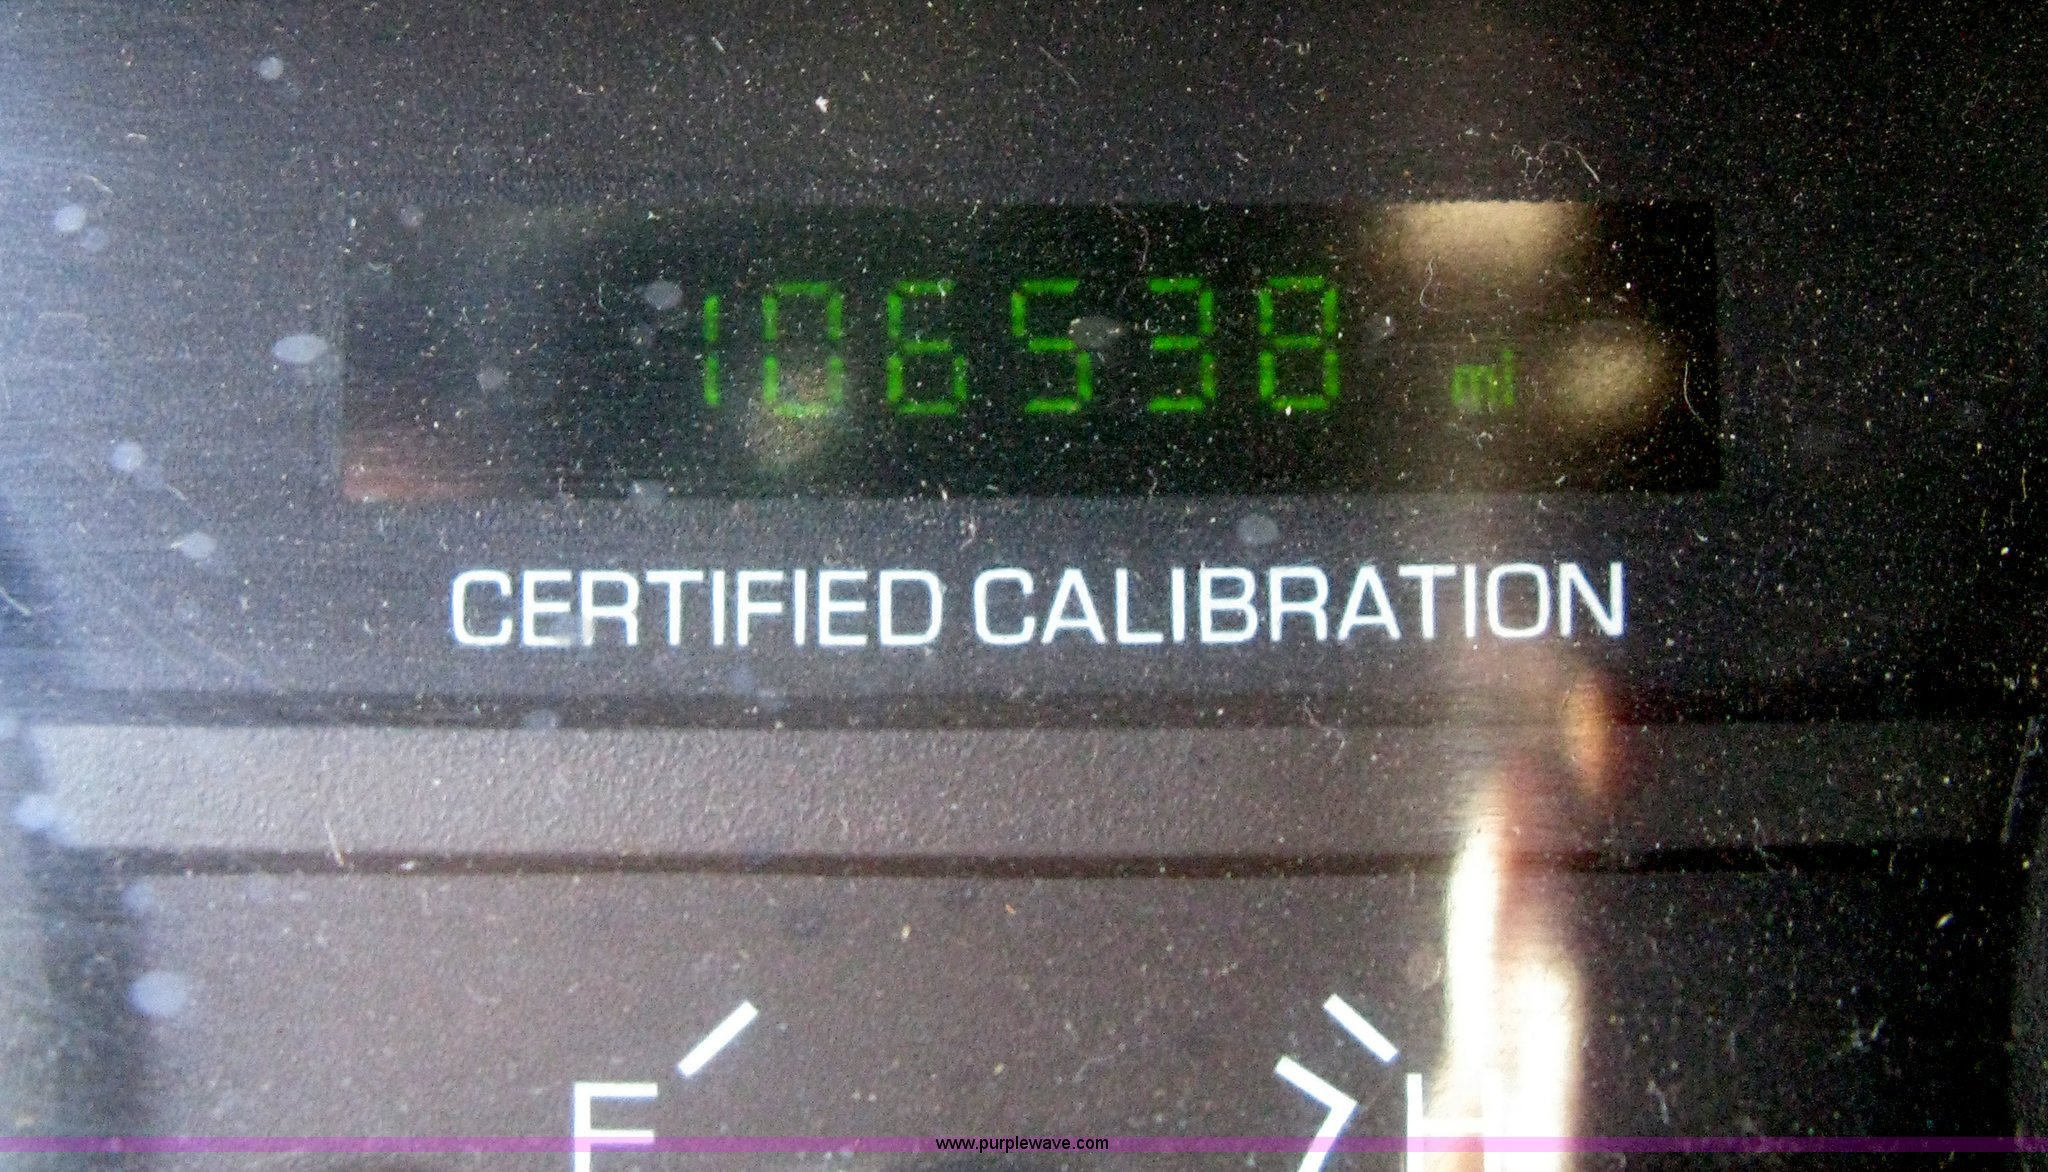 106538 mi
CERTIFIED CALIBRATION
F H
www.purplewave.com